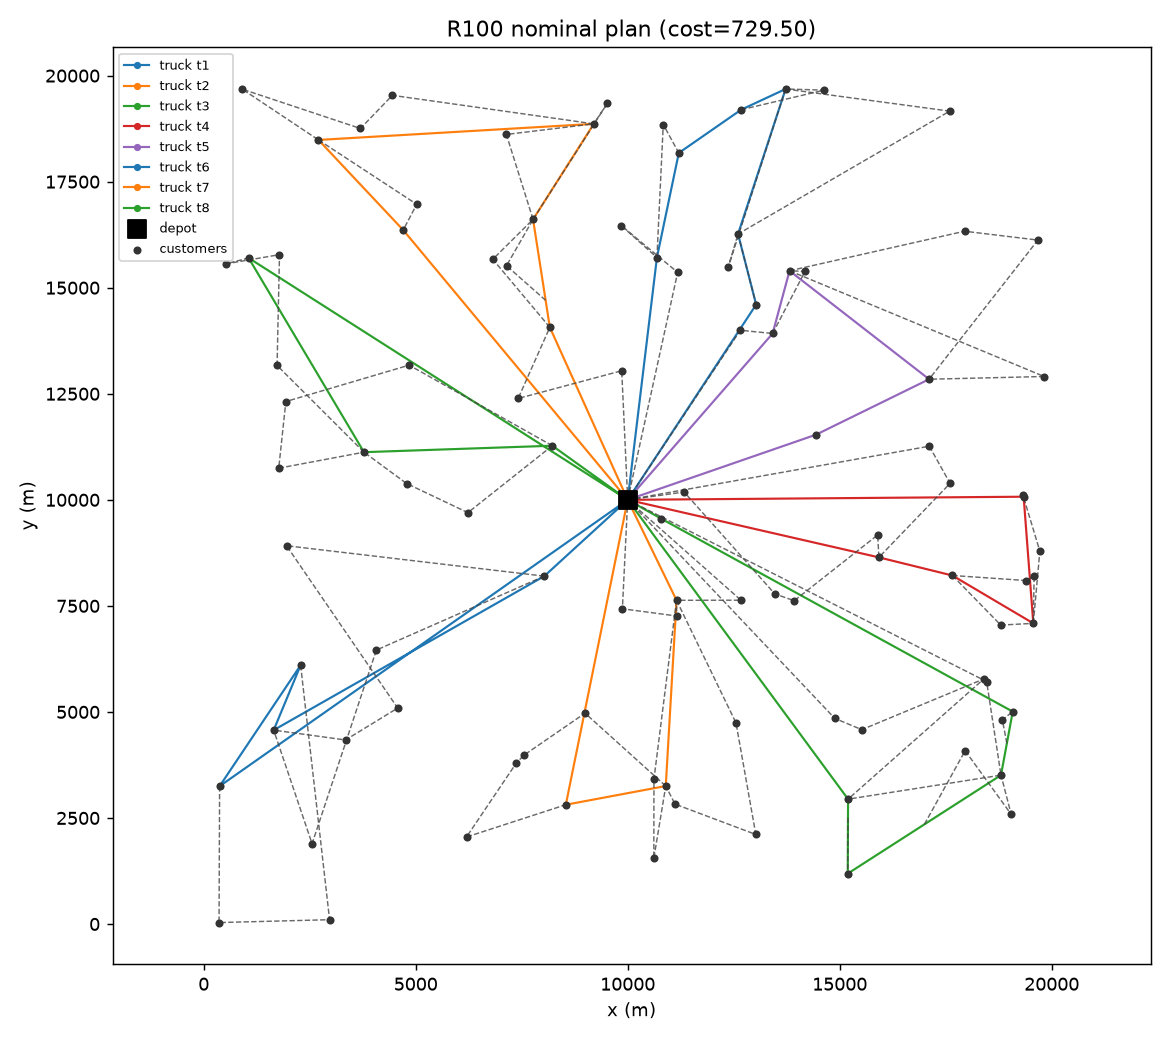 R100 nominal plan (cost=729.50)
truck t1
truck t2
truck t3
truck t4
truck t5
truck t6
truck t7
truck t8
depot
customers
20000
17500
15000
12500
10000
7500
5000
2500
0
y (m)
0
5000
10000
15000
20000
x (m)